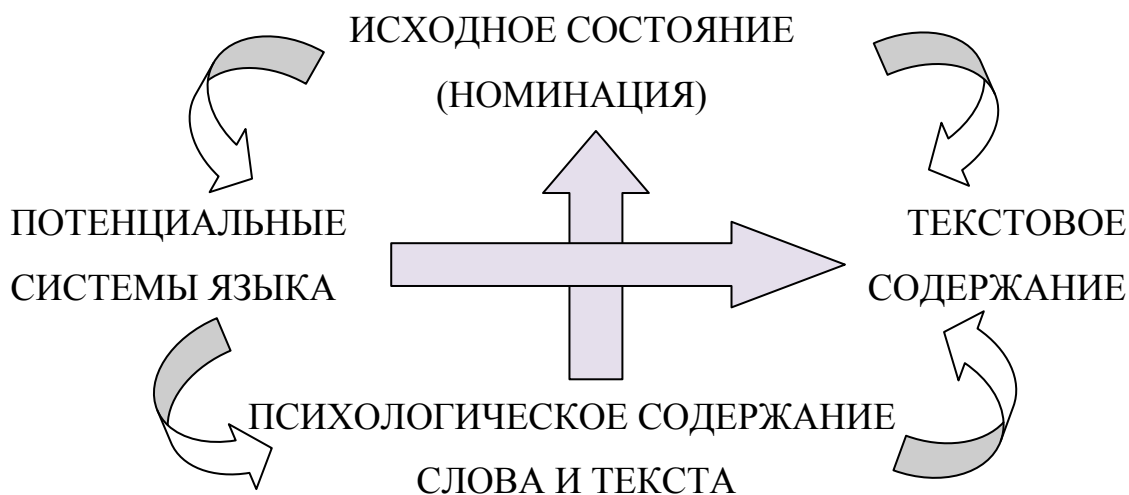 ИСХОДНОЕ СОСТОЯНИЕ
(НОМИНАЦИЯ)
ПОТЕНЦИАЛЬНЫЕ
СИСТЕМЫ ЯЗЫКА
ТЕКСТОВОЕ
СОДЕРЖАНИЕ
ПСИХОЛОГИЧЕСКОЕ СОДЕРЖАНИЕ
СЛОВА И ТЕКСТА